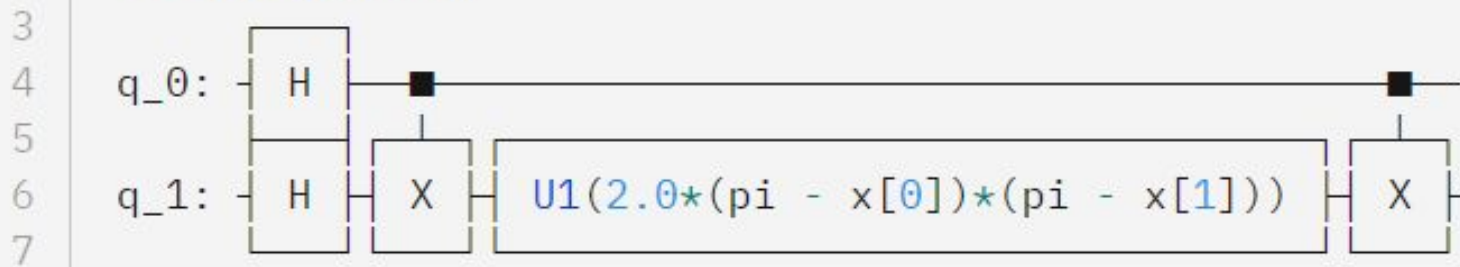 3
4 q_0: ┤ H ├──■─────────────────────────────────────■──
5
6 q_1: ┤ H ├┤ X ├┤ U1(2.0*(pi - x[0])*(pi - x[1])) ├┤ X ├
7